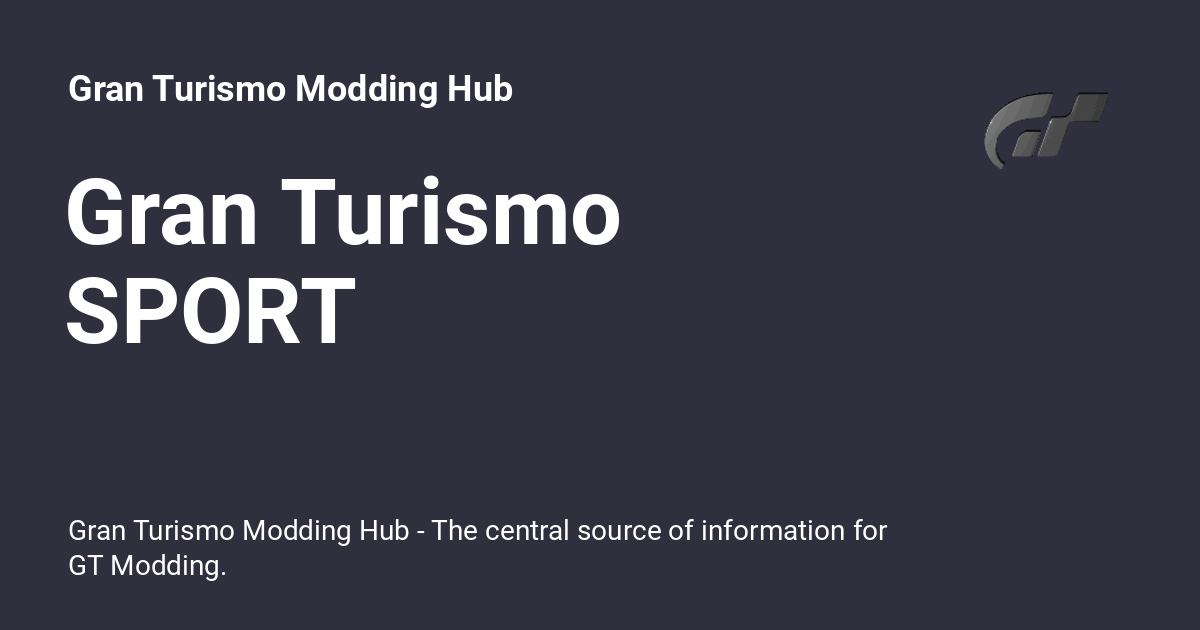 Gran Turismo Modding Hub
Gran Turismo
SPORT
Gran Turismo Modding Hub - The central source of information for
GT Modding.